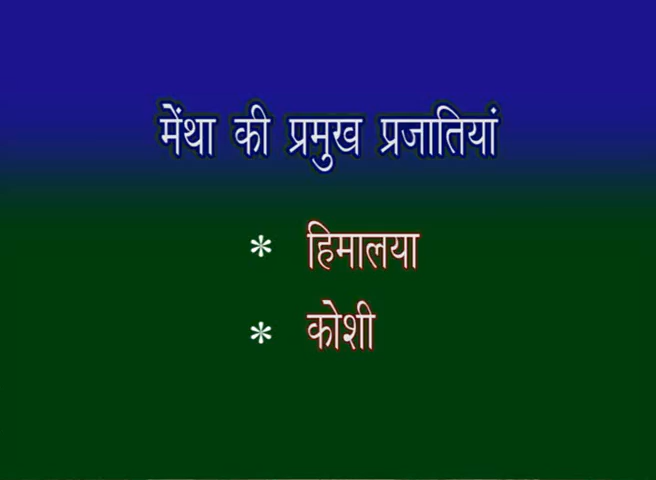 मेंथा की प्रमुख प्रजातियां
* हिमालया
* कोशी